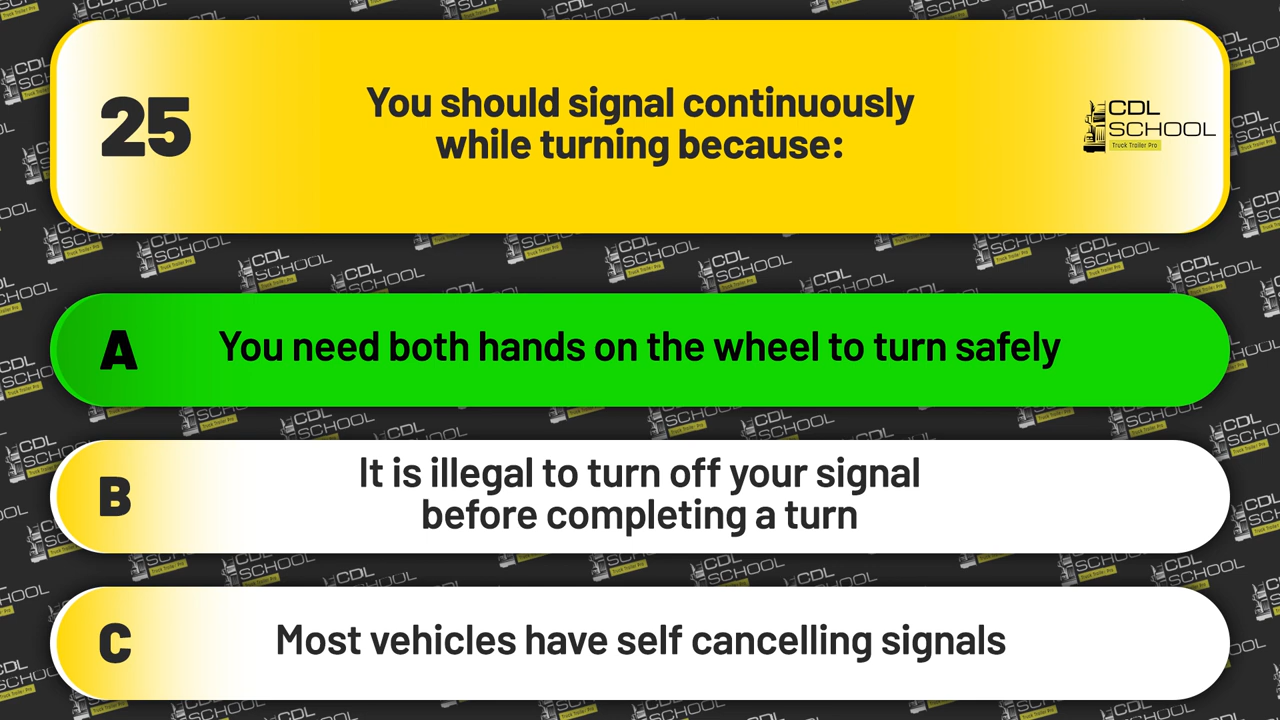 25
You should signal continuously
while turning because:
CDL
SCHOOL
Truck Trailer Pro
A
You need both hands on the wheel to turn safely
B
It is illegal to turn off your signal
before completing a turn
C
Most vehicles have self cancelling signals